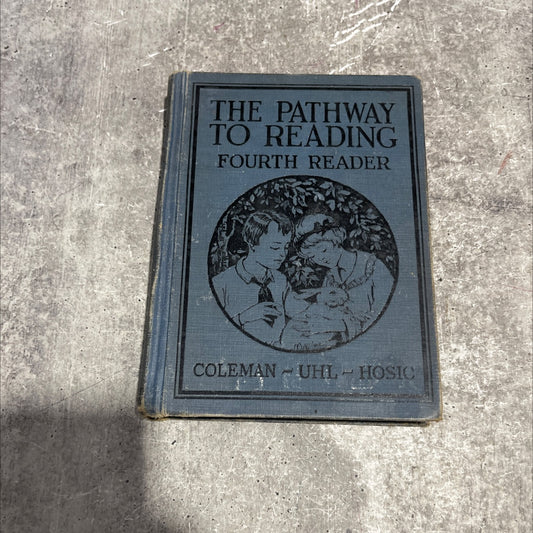 THE PATHWAY
TO READING
FOURTH READER
COLEMAN ~ UHL ~ HOSIC